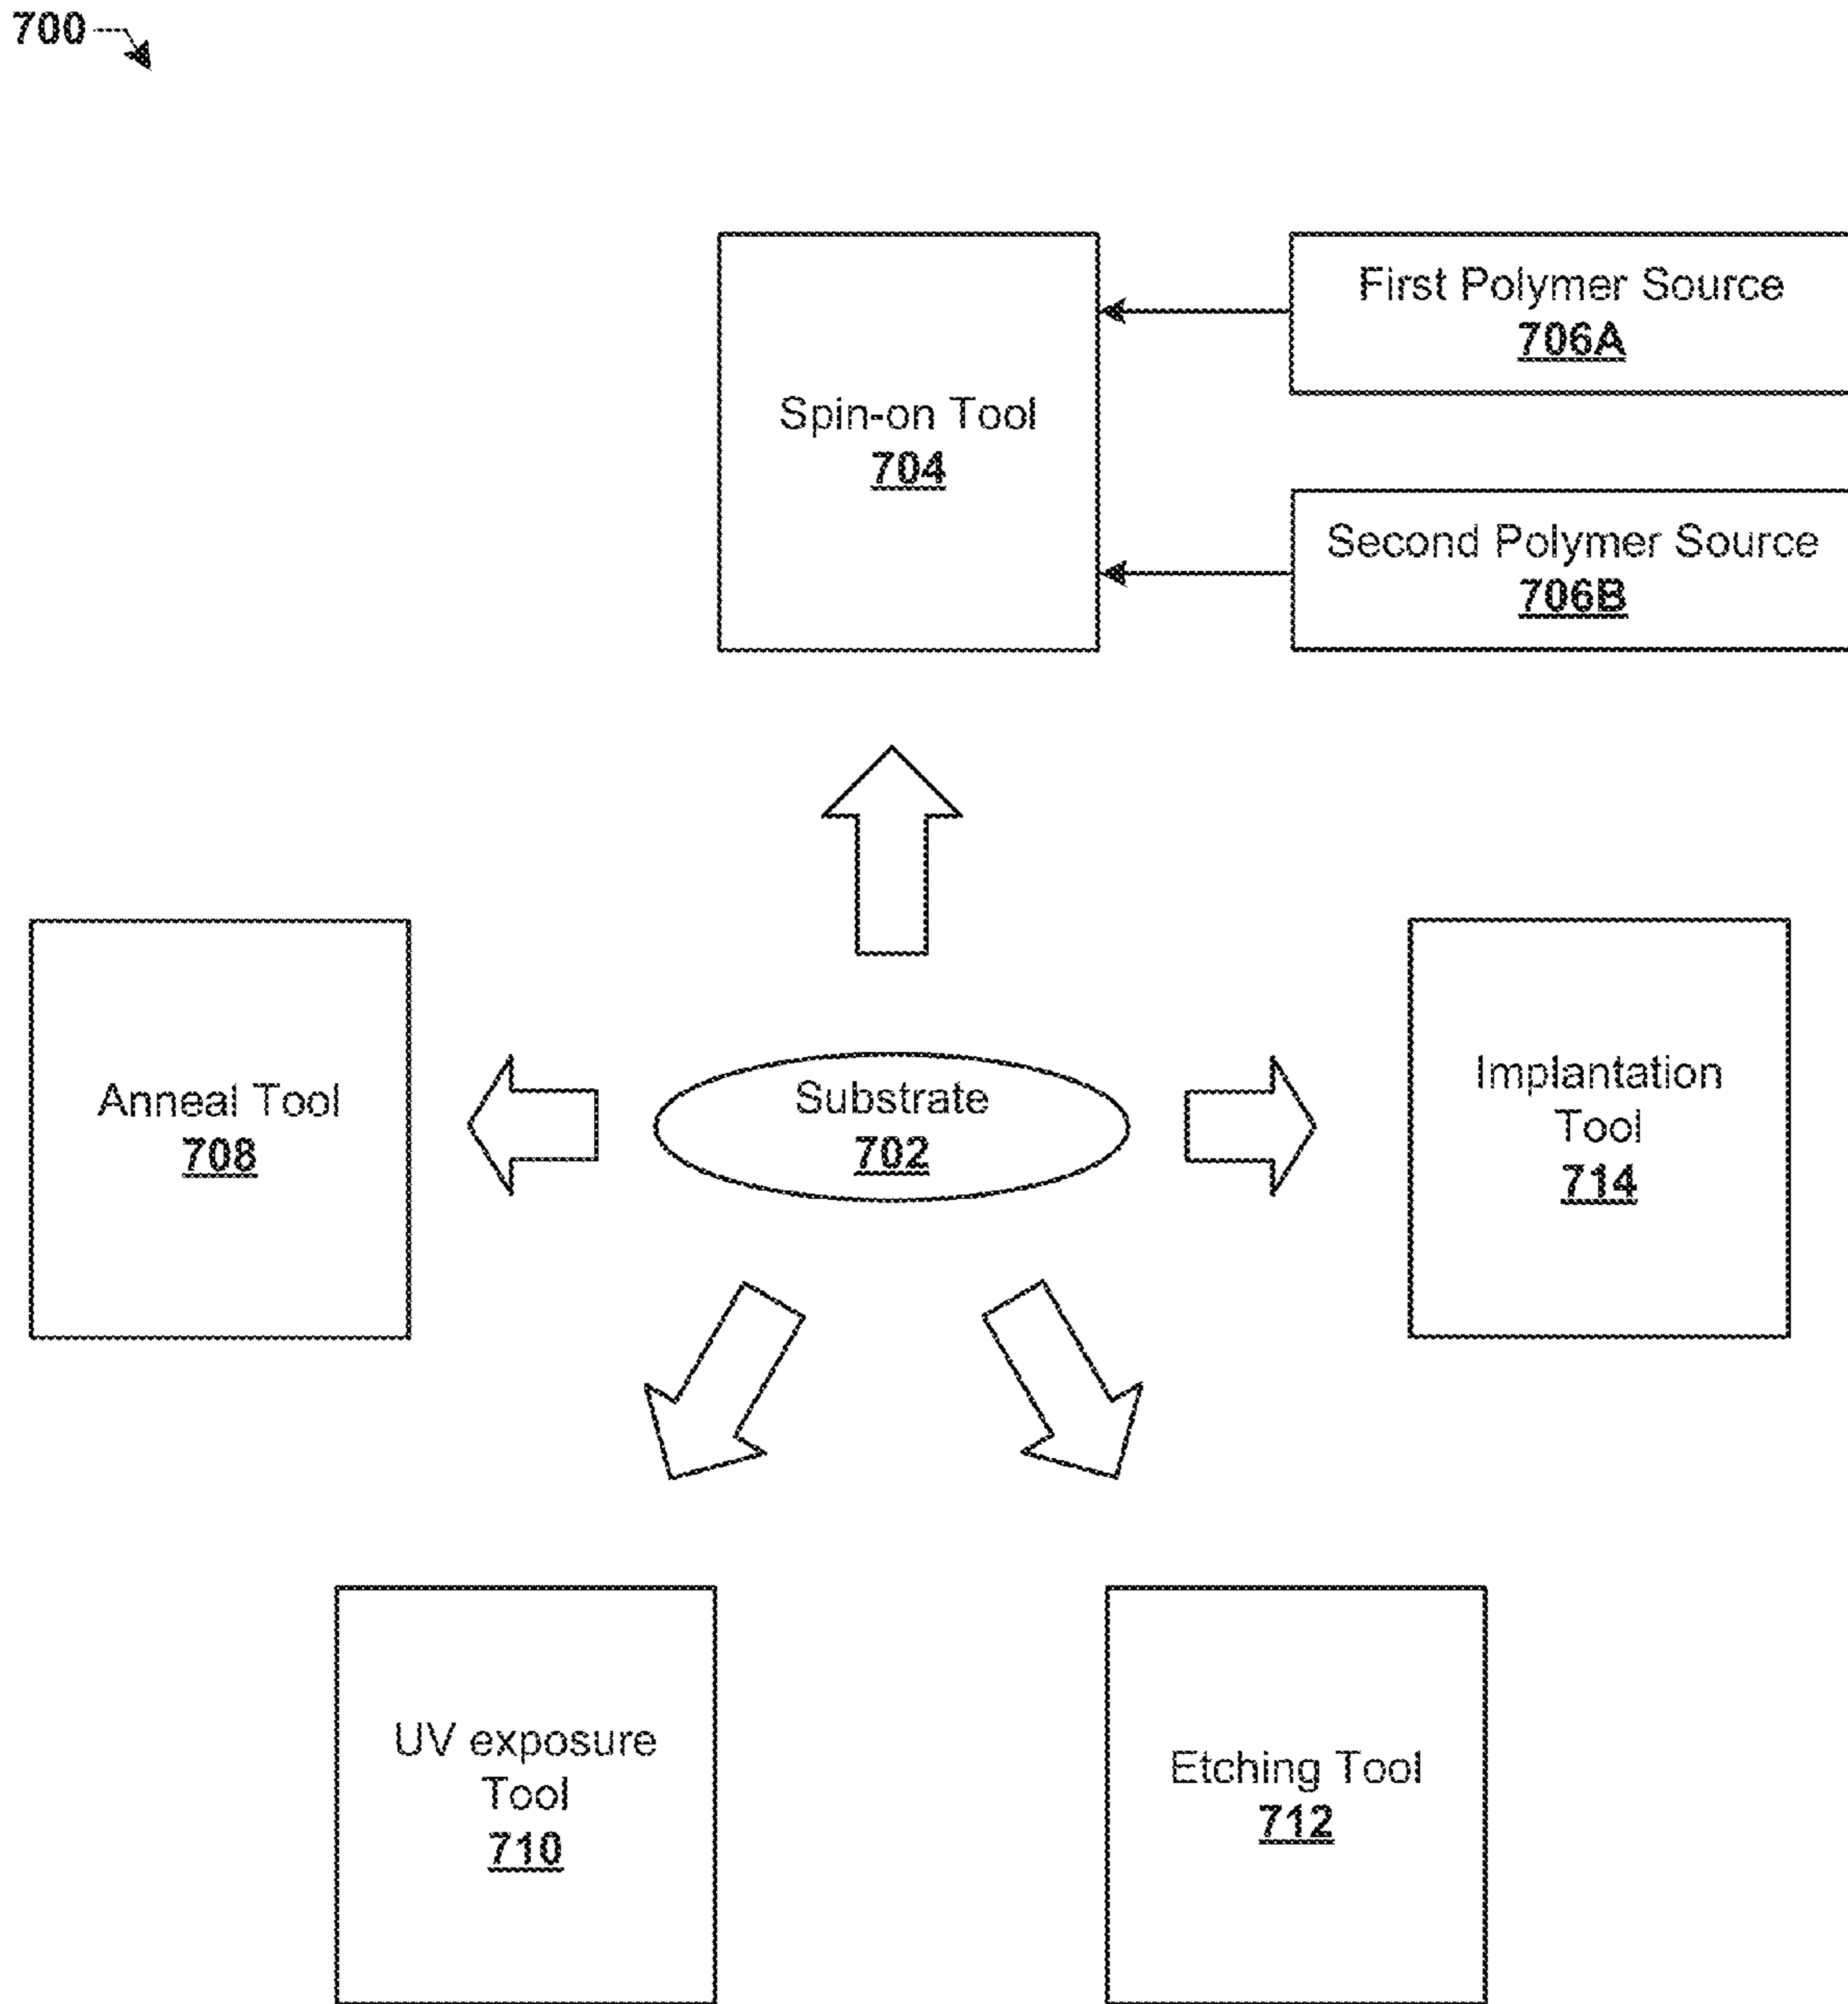 700
First Polymer Source
706A
Spin-on Tool
704
Second Polymer Source
706B
Anneal Tool
708
Substrate
702
Implantation
Tool
714
UV exposure
Tool
710
Etching Tool
712